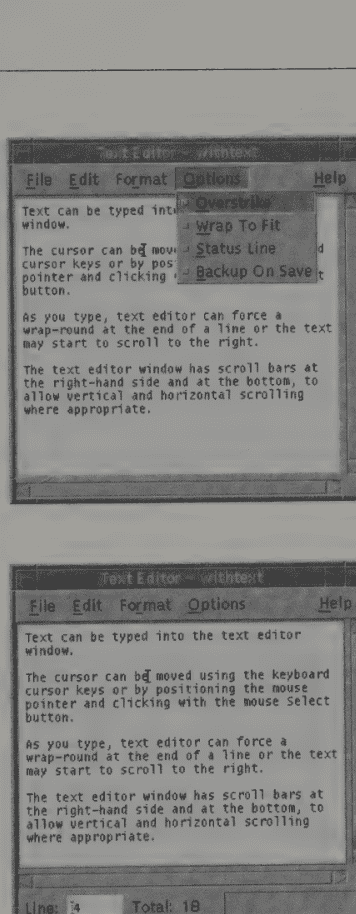 Text Editor - withtext
File Edit Format Options Help
Text can be typed int
window.
Overstrike
Wrap To Fit
Status Line
Backup On Save
The cursor can be mov d
cursor keys or by pos
pointer and clicking t
button.
As you type, text editor can force a
wrap-round at the end of a line or the text
may start to scroll to the right.
The text editor window has scroll bars at
the right-hand side and at the bottom, to
allow vertical and horizontal scrolling
where appropriate.
Text Editor - withtext
File Edit Format Options Help
Text can be typed into the text editor
window.
The cursor can be moved using the keyboard
cursor keys or by positioning the mouse
pointer and clicking with the mouse Select
button.
As you type, text editor can force a
wrap-round at the end of a line or the text
may start to scroll to the right.
The text editor window has scroll bars at
the right-hand side and at the bottom, to
allow vertical and horizontal scrolling
where appropriate.
Line: 4 Total: 18